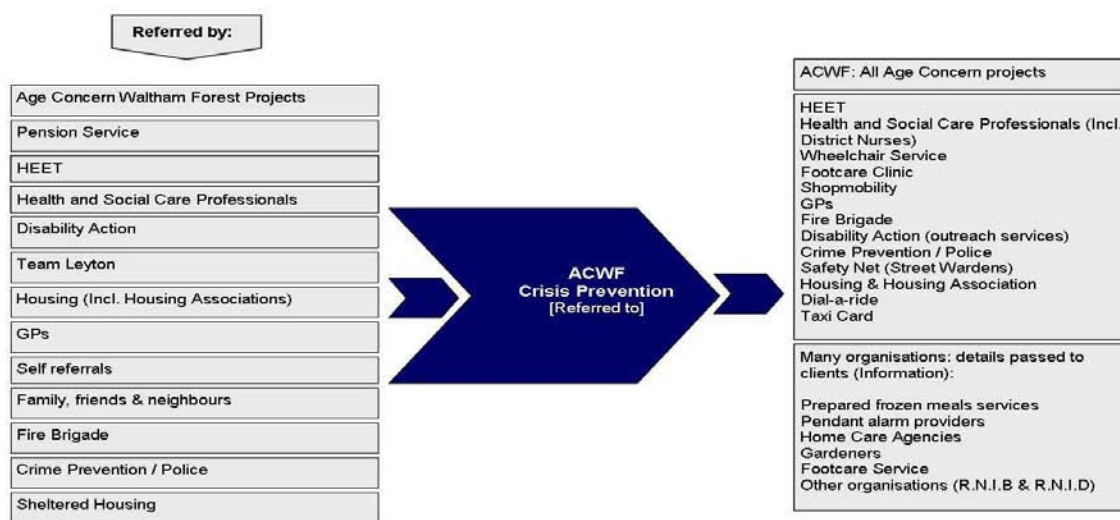 Referred by:
Age Concern Waltham Forest Projects
Pension Service
HEET
Health and Social Care Professionals
Disability Action
Team Leyton
Housing (Incl. Housing Associations)
GPs
Self referrals
Family, friends & neighbours
Fire Brigade
Crime Prevention / Police
Sheltered Housing
ACWF
Crisis Prevention
[Referred to]
ACWF: All Age Concern projects
HEET
Health and Social Care Professionals (Incl.
District Nurses)
Wheelchair Service
Footcare Clinic
Shopmobility
GPs
Fire Brigade
Disability Action (outreach services)
Crime Prevention / Police
Safety Net (Street Wardens)
Housing & Housing Association
Dial-a-ride
Taxi Card
Many organisations: details passed to
clients (Information):
Prepared frozen meals services
Pendant alarm providers
Home Care Agencies
Gardeners
Footcare Service
Other organisations (R.N.I.B & R.N.I.D)